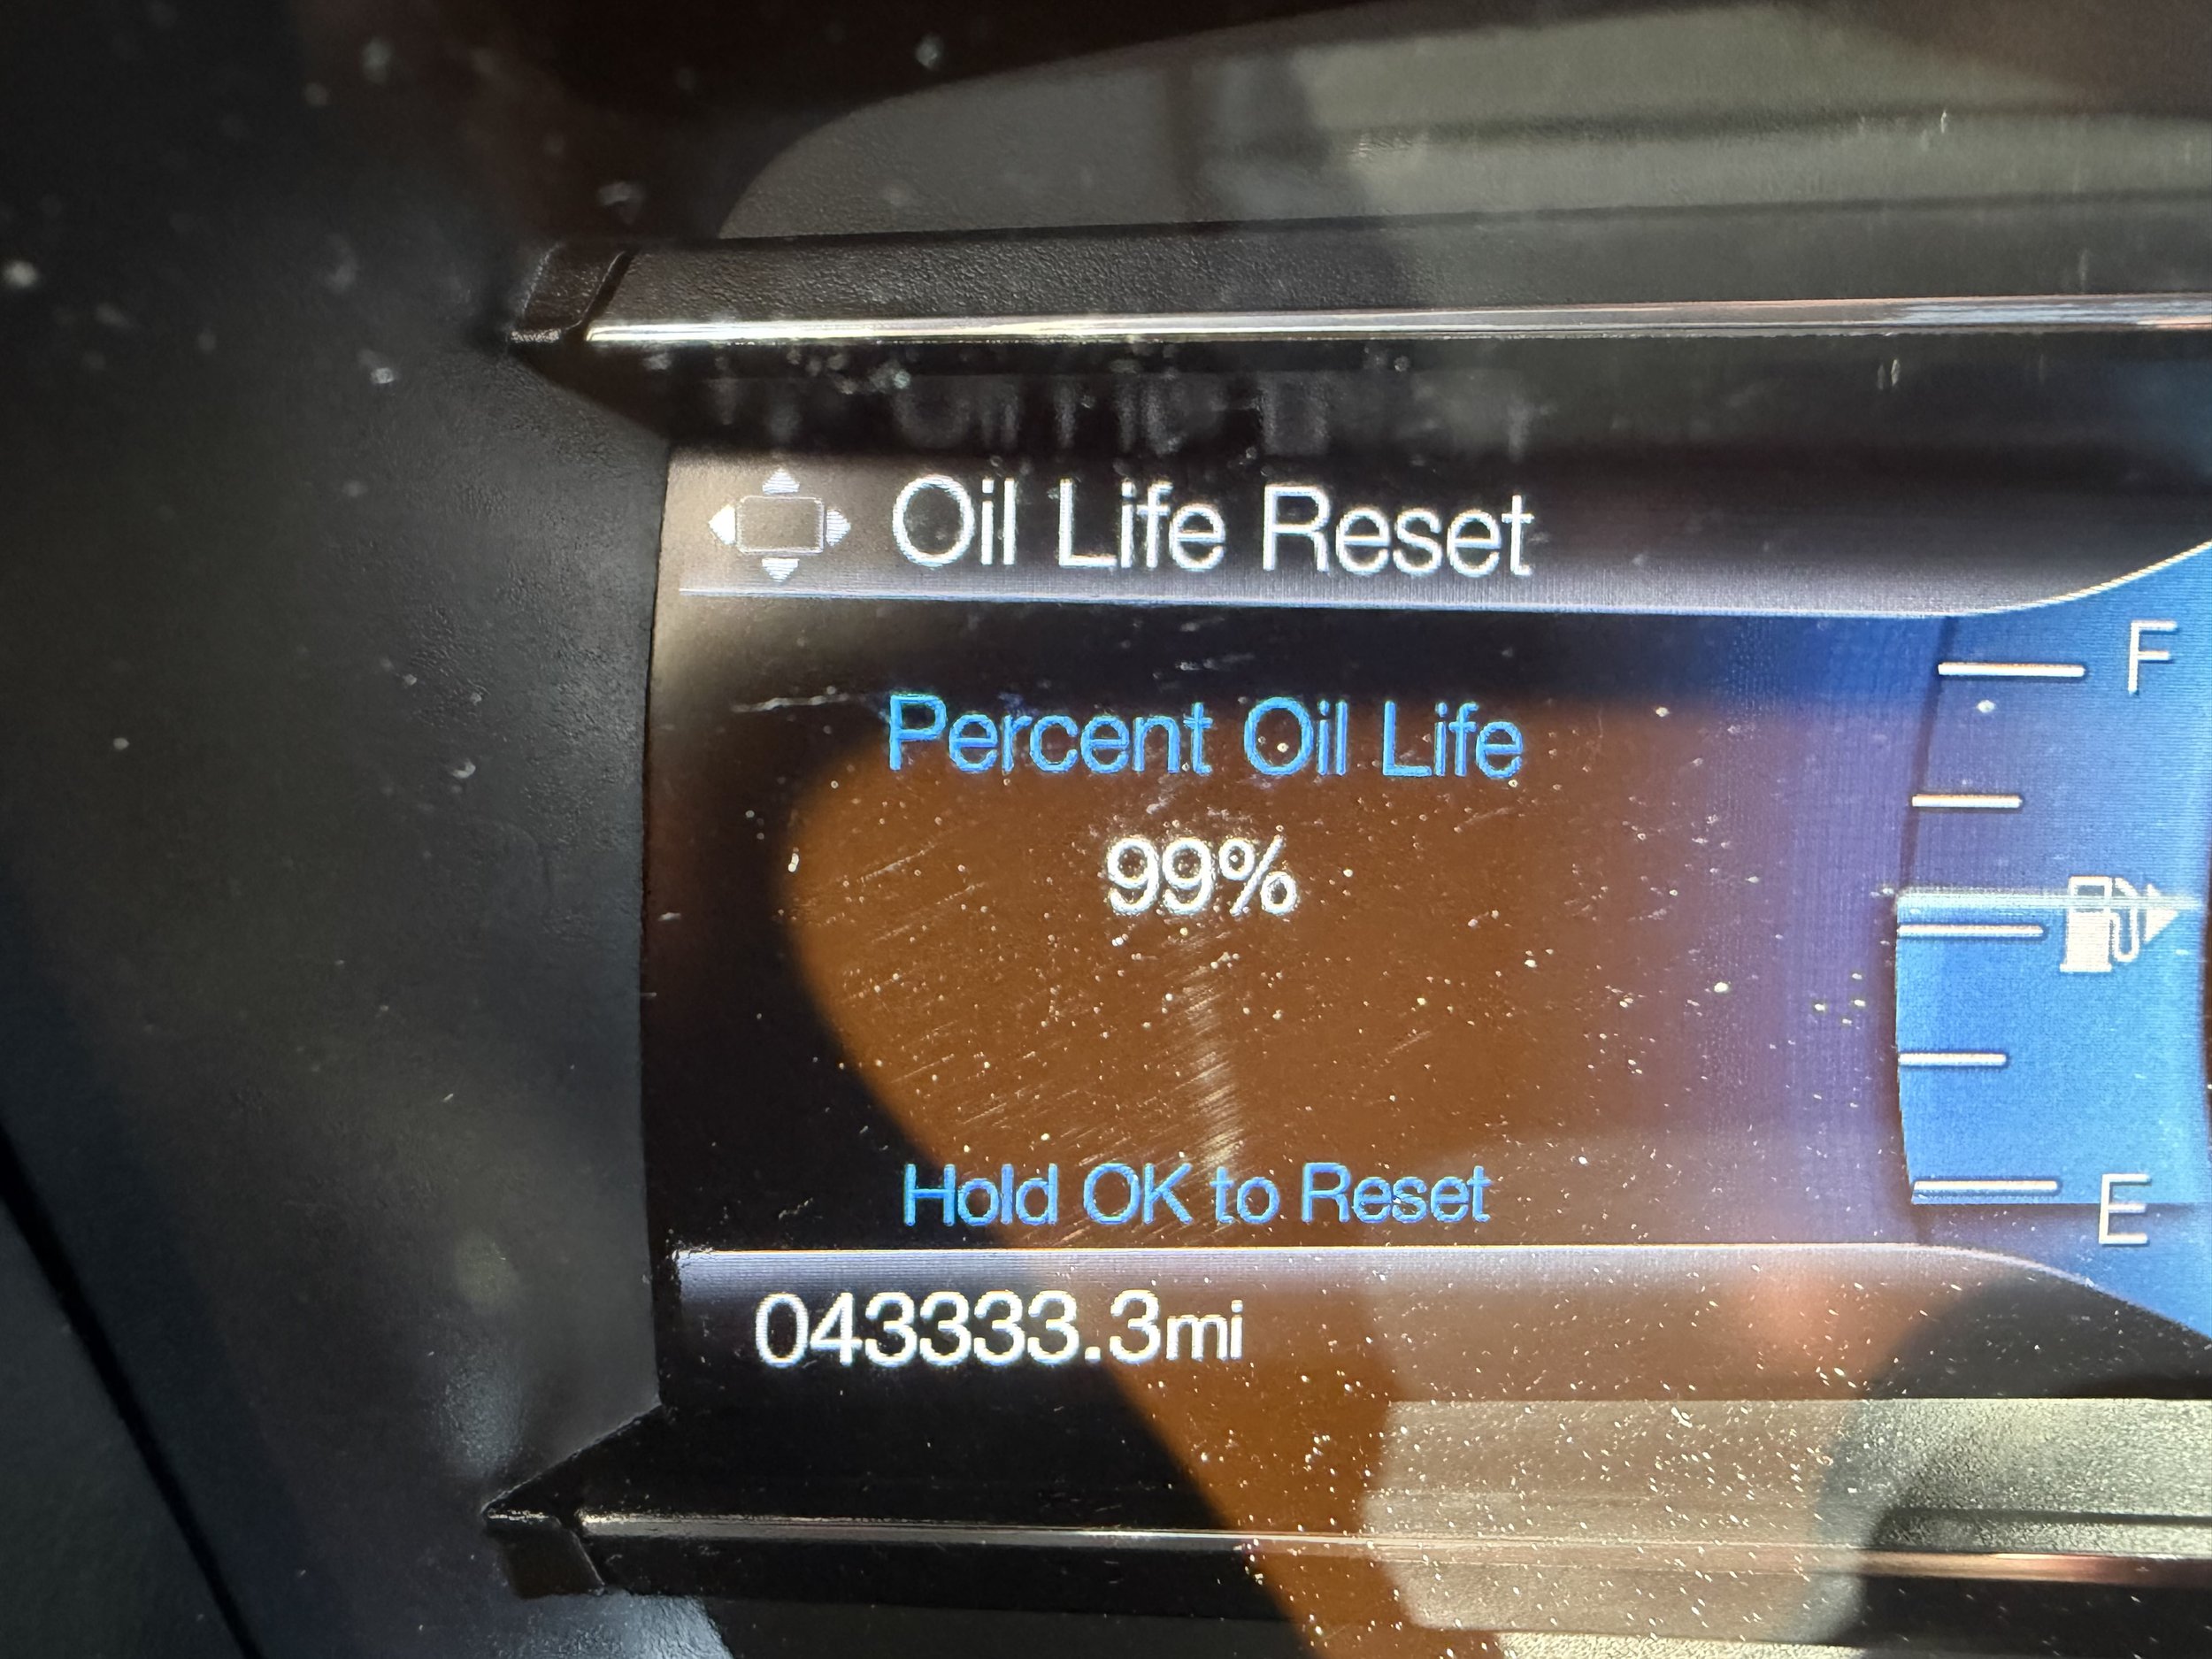 Oil Life Reset
F
Percent Oil Life
99%
Hold OK to Reset
E
043333.3mi